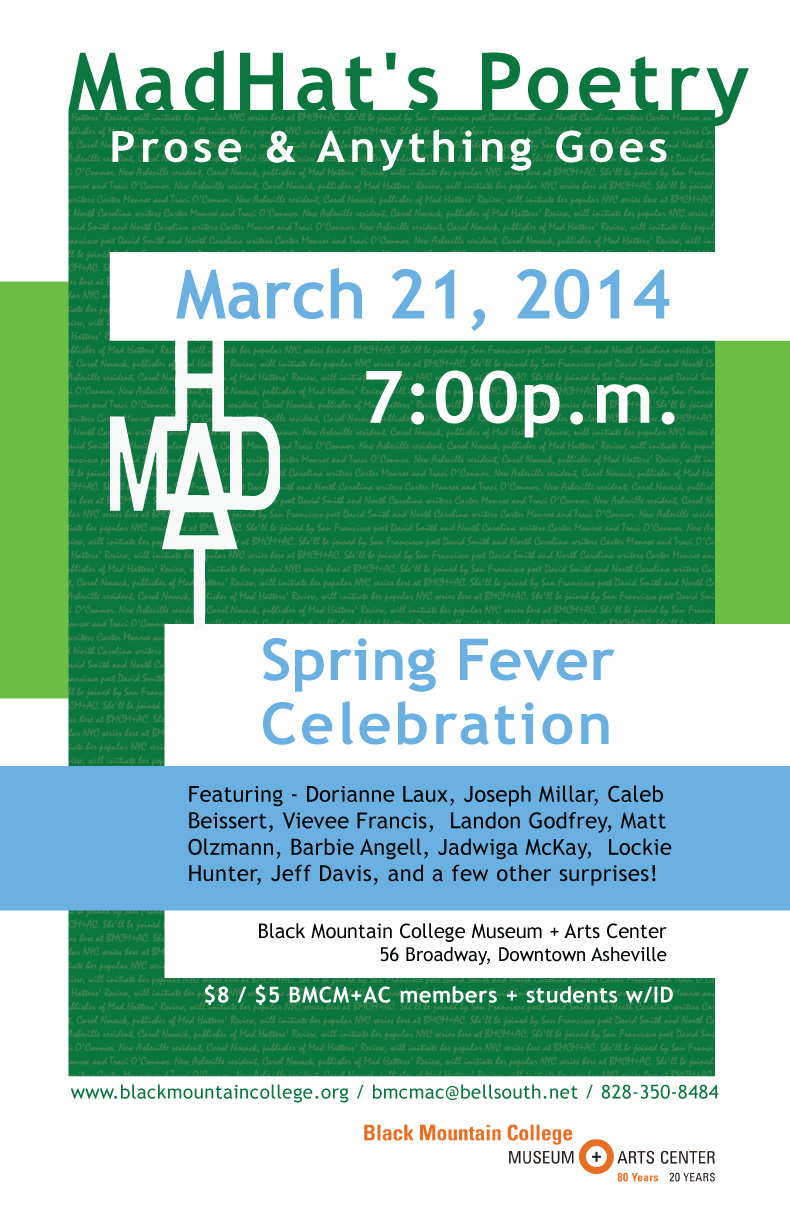 MadHat's Poetry
Prose & Anything Goes
March 21, 2014
7:00p.m.
H
MAD
A
T
Spring Fever
Celebration
Featuring - Dorianne Laux, Joseph Millar, Caleb
Beissert, Vievee Francis, Landon Godfrey, Matt
Olzmann, Barbie Angell, Jadwiga McKay, Lockie
Hunter, Jeff Davis, and a few other surprises!
Black Mountain College Museum + Arts Center
56 Broadway, Downtown Asheville
$8 / $5 BMCM+AC members + students w/ID
www.blackmountaincollege.org / bmcmac@bellsouth.net / 828-350-8484
Black Mountain College
MUSEUM + ARTS CENTER
80 Years 20 YEARS